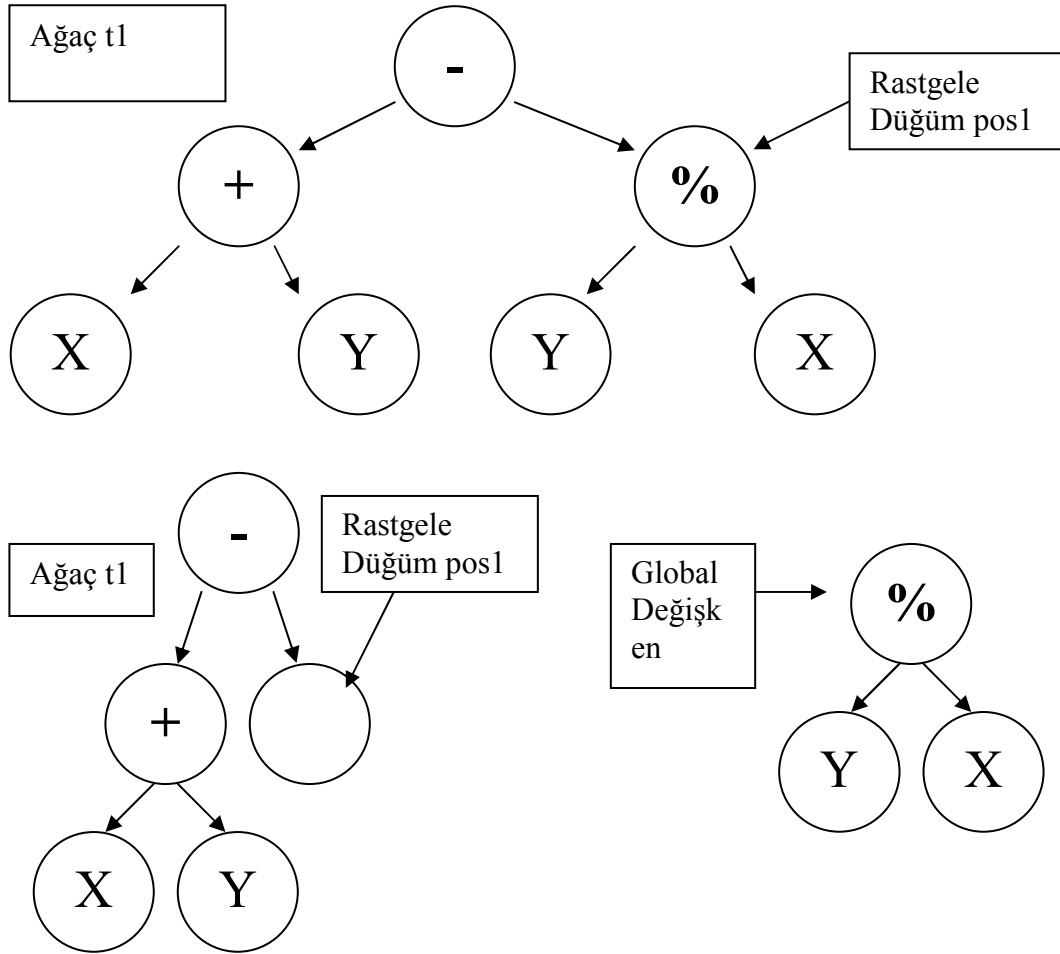 Ağaç t1
-
Rastgele
Düğüm pos1
+
%
X
Y
Y
X
Ağaç t1
-
Rastgele
Düğüm pos1
+
X
Y
Global
Değişk
en
%
Y
X